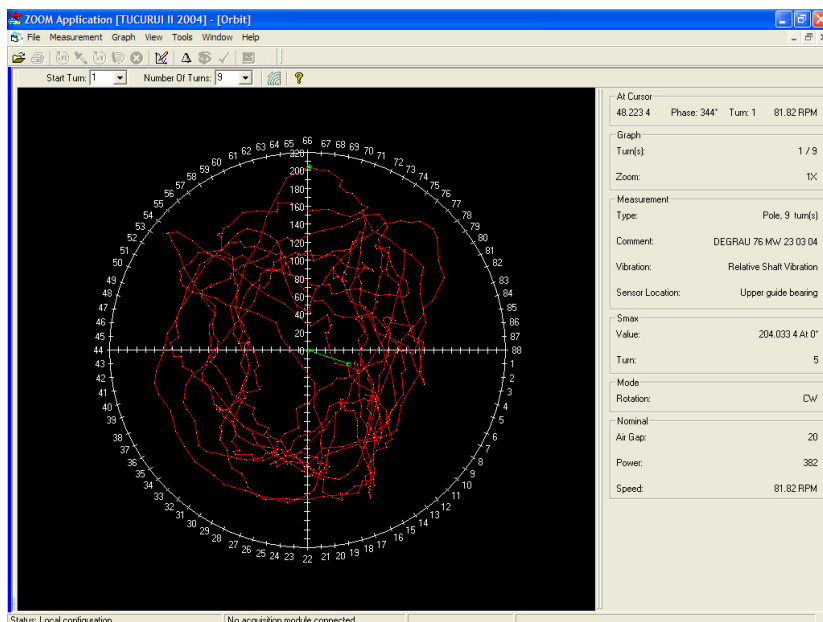 ZOOM Application [TUCURUI II 2004] - [Orbit]
File Measurement Graph View Tools Window Help
Start Turn: 1 Number Of Turns: 9
At Cursor
48.223 4 Phase: 344° Turn: 1 81.82 RPM
Graph
Turn(s): 1 / 9
Zoom: 1X
Measurement
Type: Pole, 9 turn(s)
Comment: DEGRAU 76 MW 23 03 04
Vibration: Relative Shaft Vibration
Sensor Location: Upper guide bearing
Smax
Value: 204.033 4 At 0°
Turn: 5
Mode
Rotation: CW
Nominal
Air Gap: 20
Power: 382
Speed: 81.82 RPM
66 67 68 69 70 71 72 73 74 75 76 77 78 79 80 81 82 83 84 85 86 87 88
1 2 3 4 5 6 7 8 9 10 11 12 13 14 15 16 17 18 19 20 21 22
23 24 25 26 27 28 29 30 31 32 33 34 35 36 37 38 39 40 41 42 43 44
45 46 47 48 49 50 51 52 53 54 55 56 57 58 59 60 61 62 63 64 65
220
200
180
160
140
120
100
80
60
40
20
0
Status: Local configuration No acquisition module connected